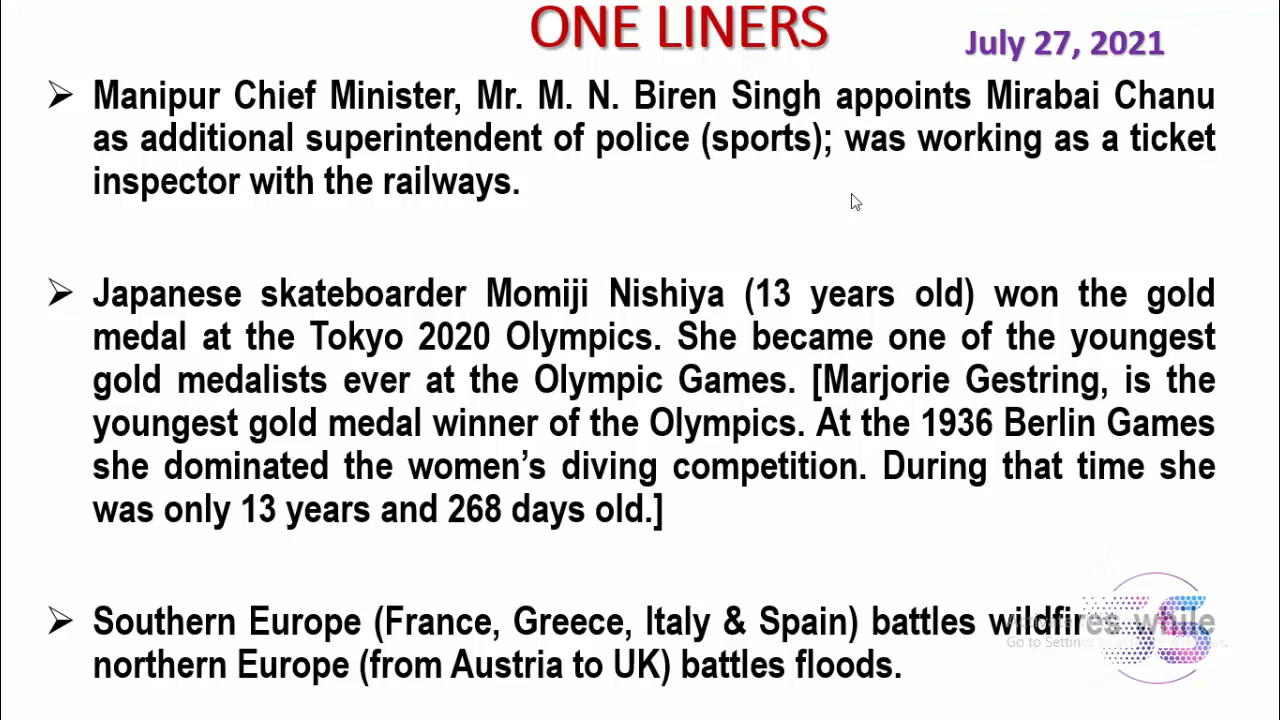 ONE LINERS
July 27, 2021
➢ Manipur Chief Minister, Mr. M. N. Biren Singh appoints Mirabai Chanu
as additional superintendent of police (sports); was working as a ticket
inspector with the railways.
➢ Japanese skateboarder Momiji Nishiya (13 years old) won the gold
medal at the Tokyo 2020 Olympics. She became one of the youngest
gold medalists ever at the Olympic Games. [Marjorie Gestring, is the
youngest gold medal winner of the Olympics. At the 1936 Berlin Games
she dominated the women’s diving competition. During that time she
was only 13 years and 268 days old.]
➢ Southern Europe (France, Greece, Italy & Spain) battles wildfires while
northern Europe (from Austria to UK) battles floods.
Go to Settings